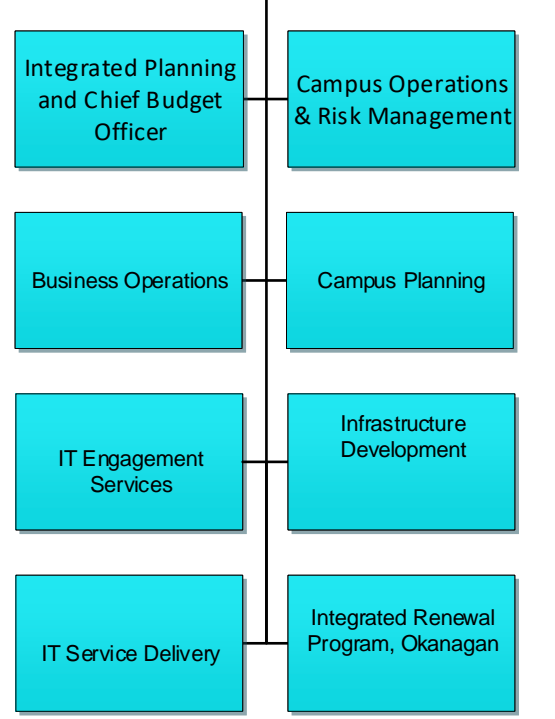 Integrated Planning
and Chief Budget
Officer
Campus Operations
& Risk Management
Business Operations
Campus Planning
IT Engagement
Services
Infrastructure
Development
IT Service Delivery
Integrated Renewal
Program, Okanagan